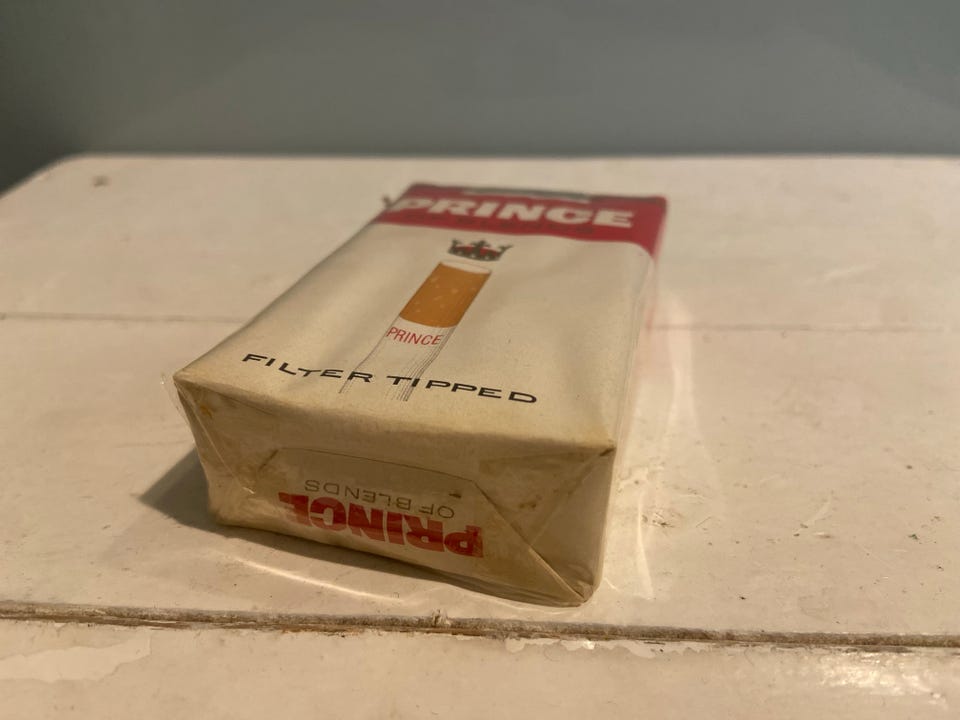 PRINCE
PRINCE
FILTER TIPPED
PRINCE
OF BLENDS